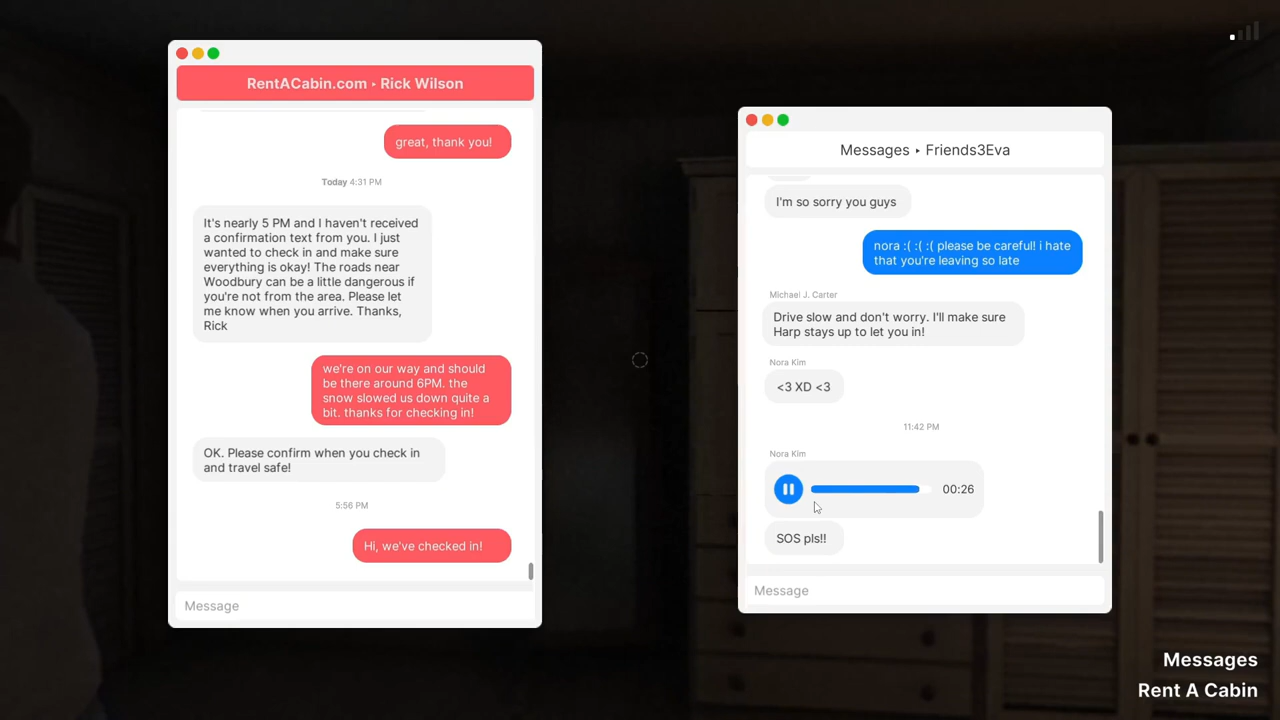 RentACabin.com ▸ Rick Wilson
great, thank you!
Today 4:31 PM
It's nearly 5 PM and I haven't received
a confirmation text from you. I just
wanted to check in and make sure
everything is okay! The roads near
Woodbury can be a little dangerous if
you're not from the area. Please let
me know when you arrive. Thanks,
Rick
we're on our way and should
be there around 6PM. the
snow slowed us down quite a
bit. thanks for checking in!
OK. Please confirm when you check in
and travel safe!
5:56 PM
Hi, we've checked in!
Message
Messages ▸ Friends3Eva
I'm so sorry you guys
nora :( :( :( please be careful! i hate
that you're leaving so late
Michael J. Carter
Drive slow and don't worry. I'll make sure
Harp stays up to let you in!
Nora Kim
<3 XD <3
11:42 PM
Nora Kim
00:26
SOS pls!!
Message
Messages
Rent A Cabin